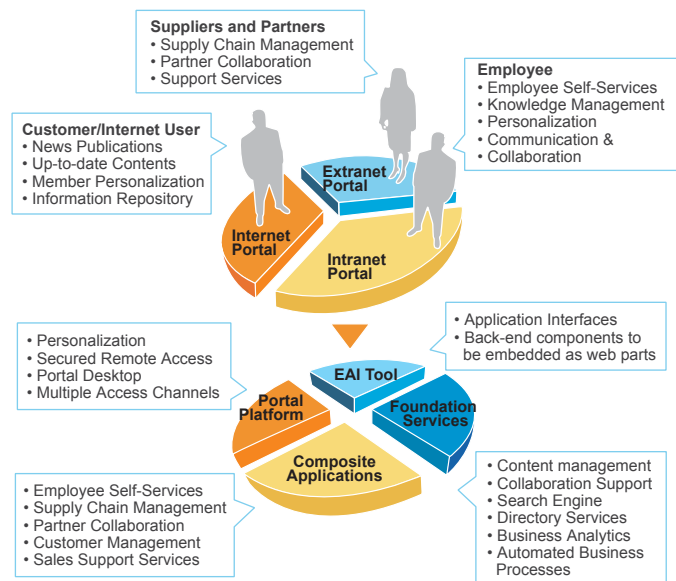 Suppliers and Partners
• Supply Chain Management
• Partner Collaboration
• Support Services
Employee
• Employee Self-Services
• Knowledge Management
• Personalization
• Communication &
• Collaboration
Customer/Internet User
• News Publications
• Up-to-date Contents
• Member Personalization
• Information Repository
Extranet
Portal
Internet
Portal
Intranet
Portal
• Application Interfaces
• Back-end components to
be embedded as web parts
• Personalization
• Secured Remote Access
• Portal Desktop
• Multiple Access Channels
EAI Tool
Portal
Platform
Foundation
Services
Composite
Applications
• Employee Self-Services
• Supply Chain Management
• Partner Collaboration
• Customer Management
• Sales Support Services
• Content management
• Collaboration Support
• Search Engine
• Directory Services
• Business Analytics
• Automated Business
Processes